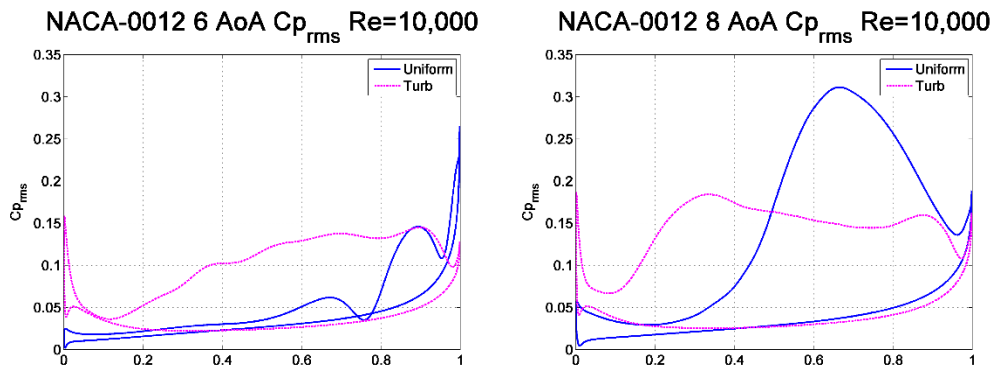 NACA-0012 6 AoA Cp_rms Re=10,000
0.35
0.3
0.25
0.2
0.15
0.1
0.05
0
Cp_rms
Uniform
Turb
0 0.2 0.4 0.6 0.8 1
NACA-0012 8 AoA Cp_rms Re=10,000
0.35
0.3
0.25
0.2
0.15
0.1
0.05
0
Cp_rms
Uniform
Turb
0 0.2 0.4 0.6 0.8 1